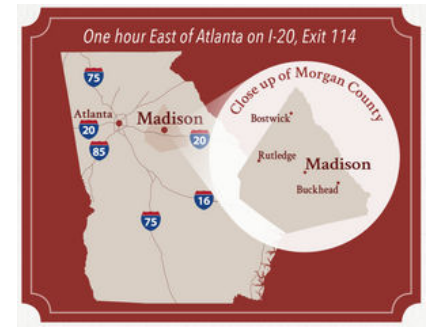 One hour East of Atlanta on I-20, Exit 114
75
Atlanta
Madison
20
20
85
16
75
Close up of Morgan County
Bostwick
Rutledge
Madison
Buckhead